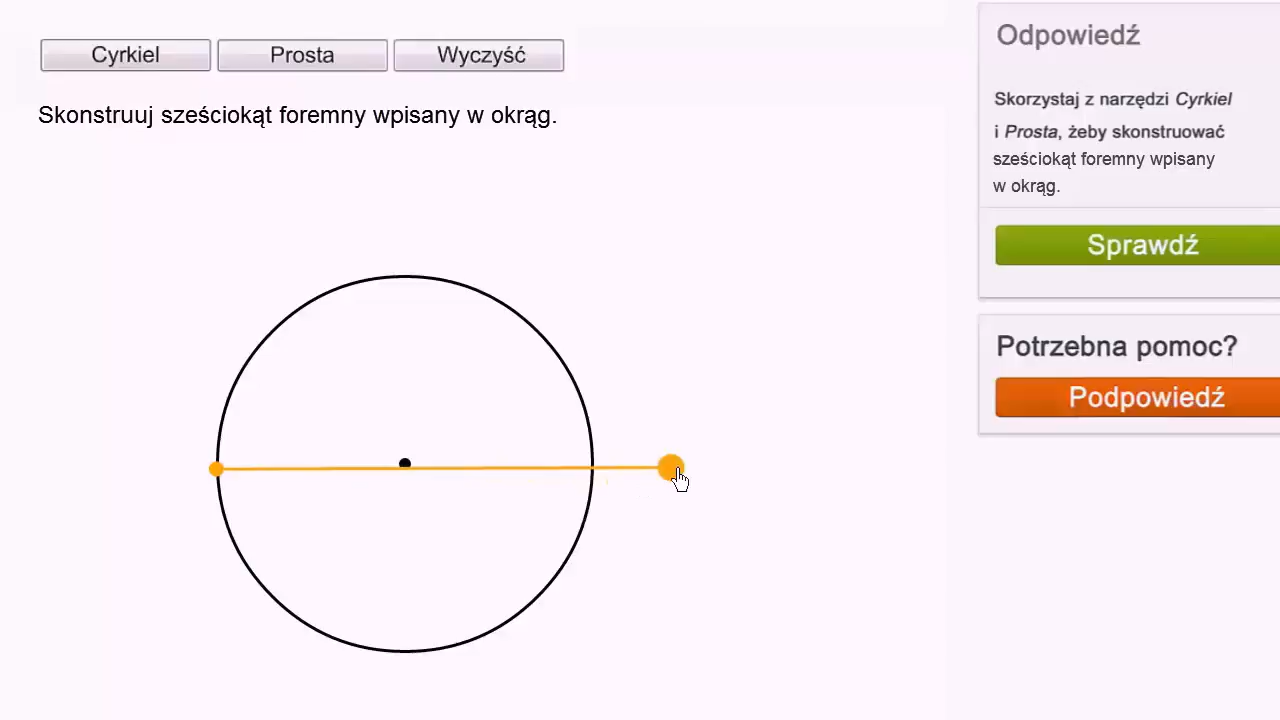 Cyrkiel Prosta Wyczyść
Skonstruuj sześciokąt foremny wpisany w okrąg.
Odpowiedź
Skorzystaj z narzędzi Cyrkiel
i Prosta, żeby skonstruować
sześciokąt foremny wpisany
w okrąg.
Sprawdź
Potrzebna pomoc?
Podpowiedź